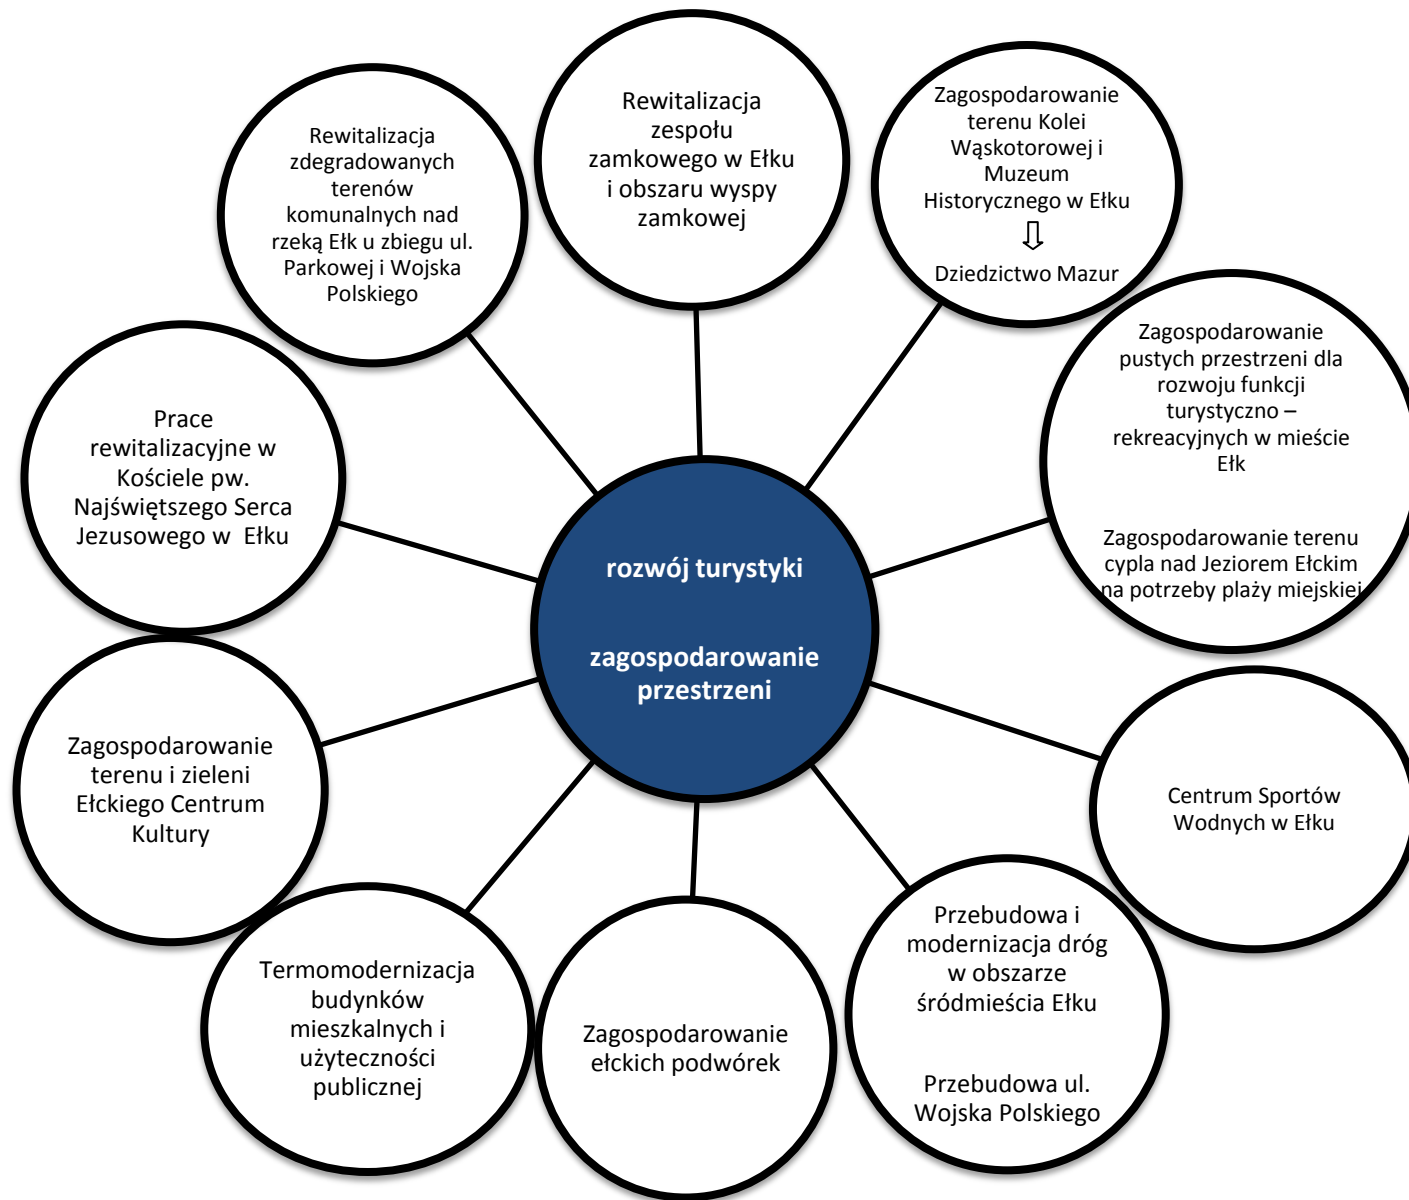 Rewitalizacja
zespołu
zamkowego w Ełku
i obszaru wyspy
zamkowej
Zagospodarowanie
terenu Kolei
Wąskotorowej i
Muzeum
Historycznego w Ełku
Dziedzictwo Mazur
Zagospodarowanie
pustych przestrzeni dla
rozwoju funkcji
turystyczno –
rekreacyjnych w mieście
Ełk
Zagospodarowanie terenu
cypla nad Jeziorem Ełckim
na potrzeby plaży miejskiej
Centrum Sportów
Wodnych w Ełku
Przebudowa i
modernizacja dróg
w obszarze
śródmieścia Ełku
Przebudowa ul.
Wojska Polskiego
Zagospodarowanie
ełckich podwórek
Termomodernizacja
budynków
mieszkalnych i
użyteczności
publicznej
Zagospodarowanie
terenu i zieleni
Ełckiego Centrum
Kultury
Prace
rewitalizacyjne w
Kościele pw.
Najświętszego Serca
Jezusowego w  Ełku
Rewitalizacja
zdegradowanych
terenów
komunalnych nad
rzeką Ełk u zbiegu ul.
Parkowej i Wojska
Polskiego
rozwój turystyki
zagospodarowanie
przestrzeni